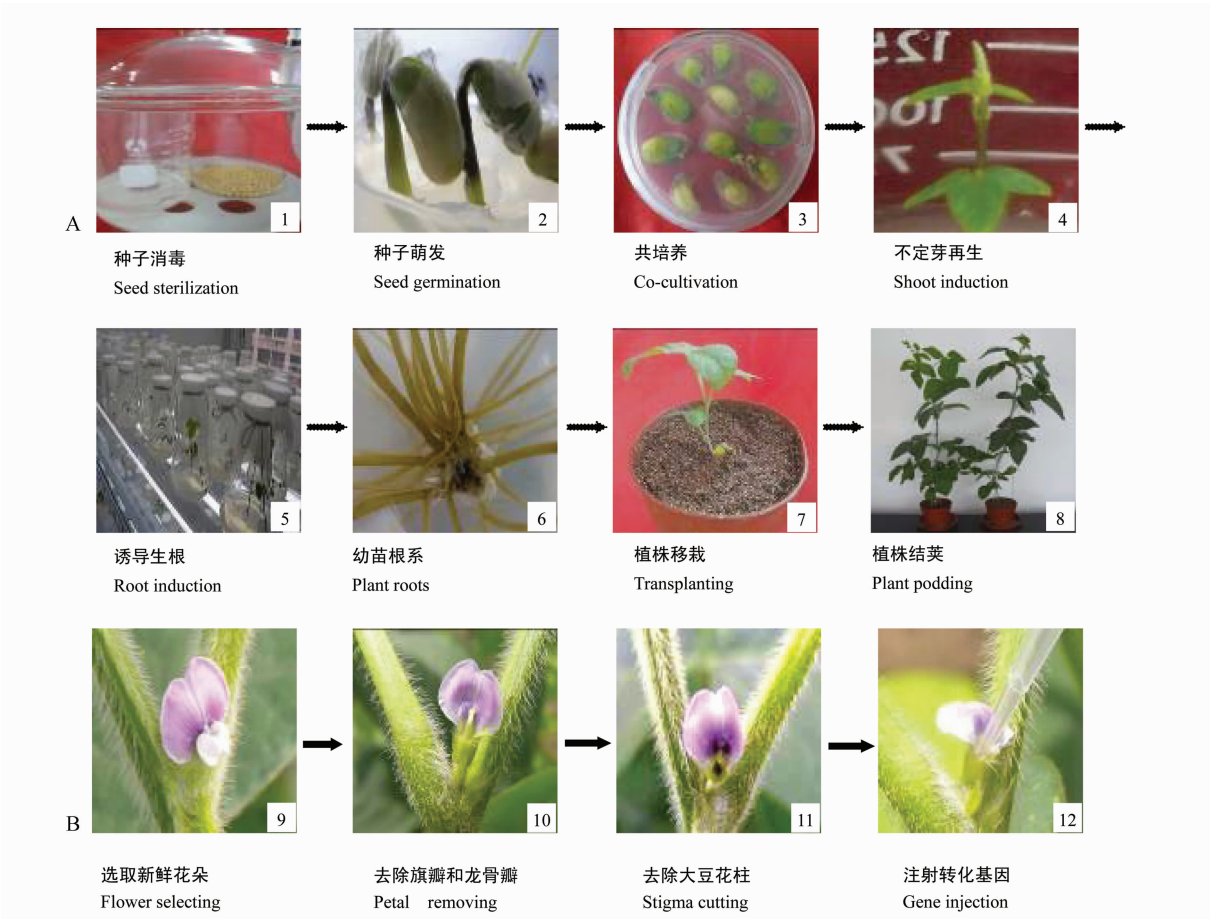 1
2
3
4
A
种子消毒
Seed sterilization
种子萌发
Seed germination
共培养
Co-cultivation
不定芽再生
Shoot induction
125
100
7
5
6
7
8
诱导生根
Root induction
幼苗根系
Plant roots
植株移栽
Transplanting
植株结荚
Plant podding
9
10
11
12
B
选取新鲜花朵
Flower selecting
去除旗瓣和龙骨瓣
Petal removing
去除大豆花柱
Stigma cutting
注射转化基因
Gene injection